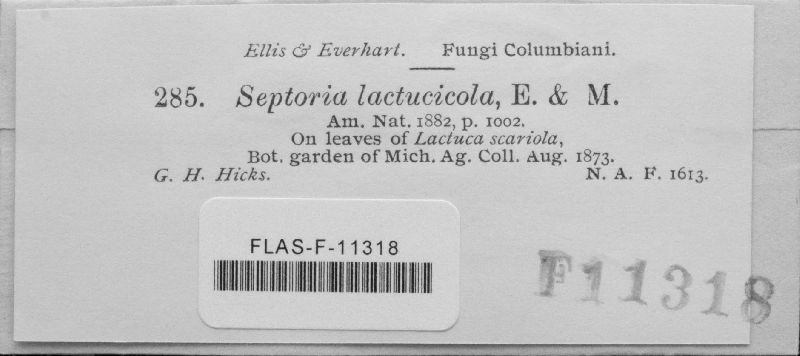 Ellis & Everhart. Fungi Columbiani.
285. Septoria lactucicola, E. & M.
Am. Nat. 1882, p. 1002.
On leaves of Lactuca scariola,
Bot. garden of Mich. Ag. Coll. Aug. 1873.
G. H. Hicks. N. A. F. 1613.
FLAS-F-11318
F11318